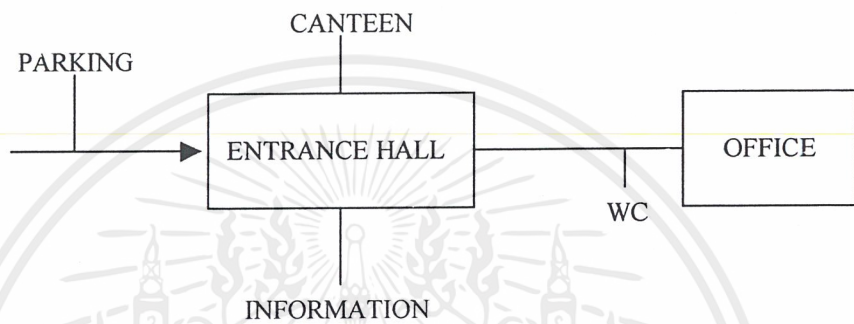 CANTEEN
PARKING
ENTRANCE HALL
OFFICE
WC
INFORMATION